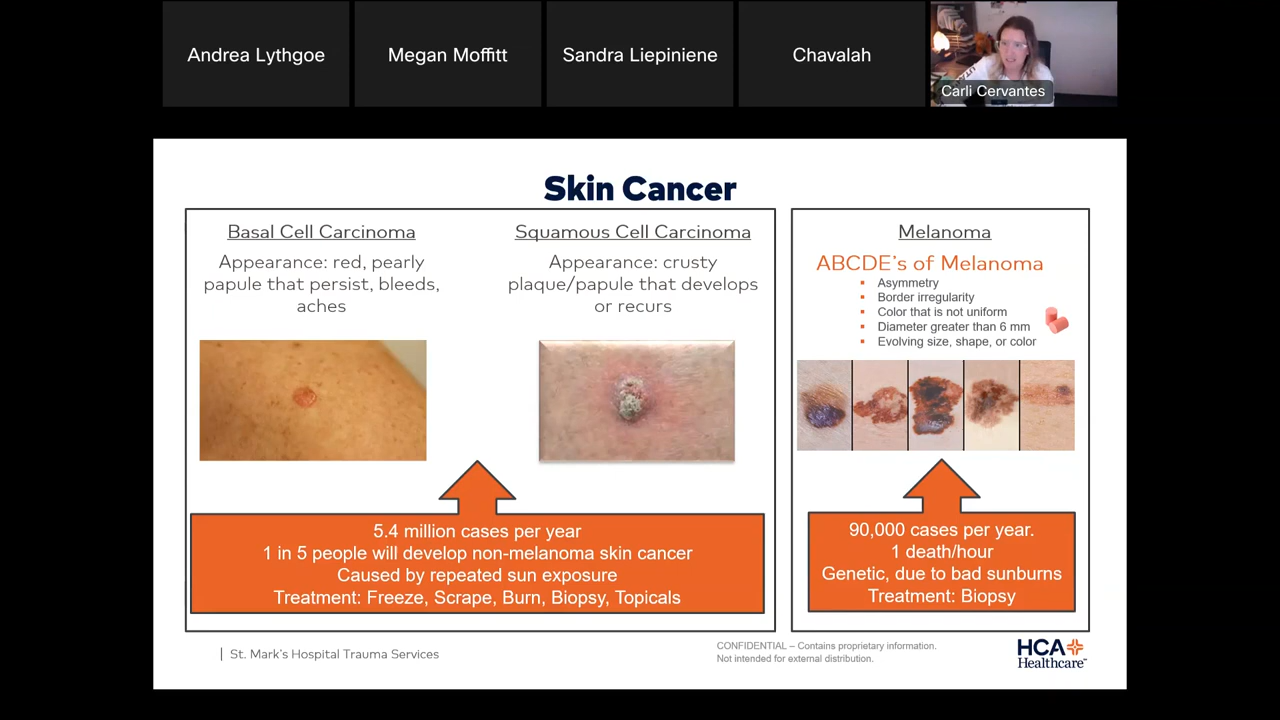 Andrea Lythgoe
Megan Moffitt
Sandra Liepiniene
Chavalah
Carli Cervantes
Skin Cancer
Basal Cell Carcinoma
Appearance: red, pearly
papule that persist, bleeds,
aches
Squamous Cell Carcinoma
Appearance: crusty
plaque/papule that develops
or recurs
5.4 million cases per year
1 in 5 people will develop non-melanoma skin cancer
Caused by repeated sun exposure
Treatment: Freeze, Scrape, Burn, Biopsy, Topicals
Melanoma
ABCDE's of Melanoma
▪ Asymmetry
▪ Border irregularity
▪ Color that is not uniform
▪ Diameter greater than 6 mm
▪ Evolving size, shape, or color
90,000 cases per year.
1 death/hour
Genetic, due to bad sunburns
Treatment: Biopsy
| St. Mark's Hospital Trauma Services
CONFIDENTIAL – Contains proprietary information.
Not intended for external distribution.
HCA
Healthcare™